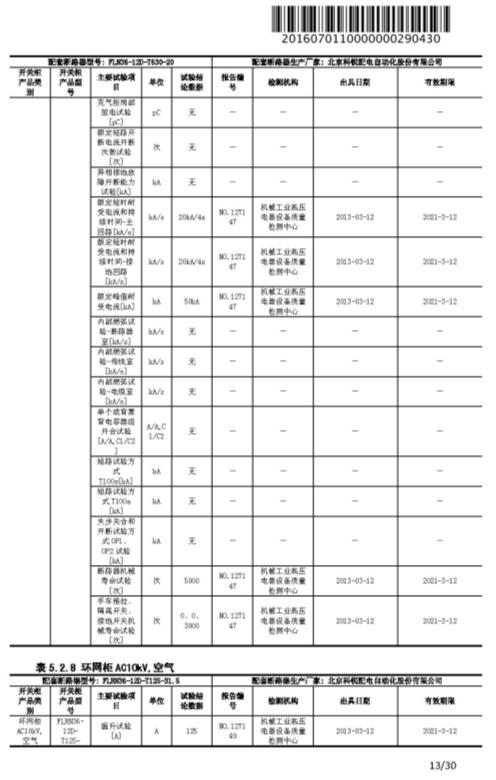 2016070110000000290430
配套断路器型号: FLN36-12D-T630-20 配套断路器生产厂家: 北京科锐配电自动化股份有限公司
开关柜产品类别 开关柜产品型号 主要试验项目 单位 试验结论数据 报告编号 检测机构 出具日期 有效期限
充气柜局部放电试验[pC] pC 无 — — — —
额定短路开断电流开断次数试验[次] 次 无 — — — —
异相接地故障开断能力试验[kA] kA 无 — — — —
额定短时耐受电流和持续时间-主回路[kA/s] kA/s 20kA/4s NO.127147 机械工业高压电器设备质量检测中心 2013-03-12 2021-3-12
额定短时耐受电流和持续时间-接地回路[kA/s] kA/s 20kA/4s NO.127147 机械工业高压电器设备质量检测中心 2013-03-12 2021-3-12
额定峰值耐受电流[kA] kA 50kA NO.127147 机械工业高压电器设备质量检测中心 2013-03-12 2021-3-12
内部燃弧试验-断路器室[kA/s] kA/s 无 — — — —
内部燃弧试验-母线室[kA/s] kA/s 无 — — — —
内部燃弧试验-电缆室[kA/s] kA/s 无 — — — —
单个或背靠背电容器组开合试验[A/A,C1/C2] A/A,C1/C2 无 — — — —
短路试验方式T100s[kA] kA 无 — — — —
短路试验方式T100a[kA] kA 无 — — — —
失步关合和开断试验方式OP1、OP2试验[kA] kA 无 — — — —
断路器机械寿命试验[次] 次 5000 NO.127147 机械工业高压电器设备质量检测中心 2013-03-12 2021-3-12
手车推拉、隔离开关、接地开关机械寿命试验[次] 次 0、0、3000 NO.127147 机械工业高压电器设备质量检测中心 2013-03-12 2021-3-12
表 5.2.8 环网柜 AC10kV,空气
配套断路器型号: FLRN36-12D-T125-31.5 配套断路器生产厂家: 北京科锐配电自动化股份有限公司
开关柜产品类别 开关柜产品型号 主要试验项目 单位 试验结论数据 报告编号 检测机构 出具日期 有效期限
环网柜AC10kV,空气 FLRN36-12D-T125- 温升试验[A] A 125 NO.127149 机械工业高压电器设备质量检测中心 2013-03-12 2021-3-12
13/30